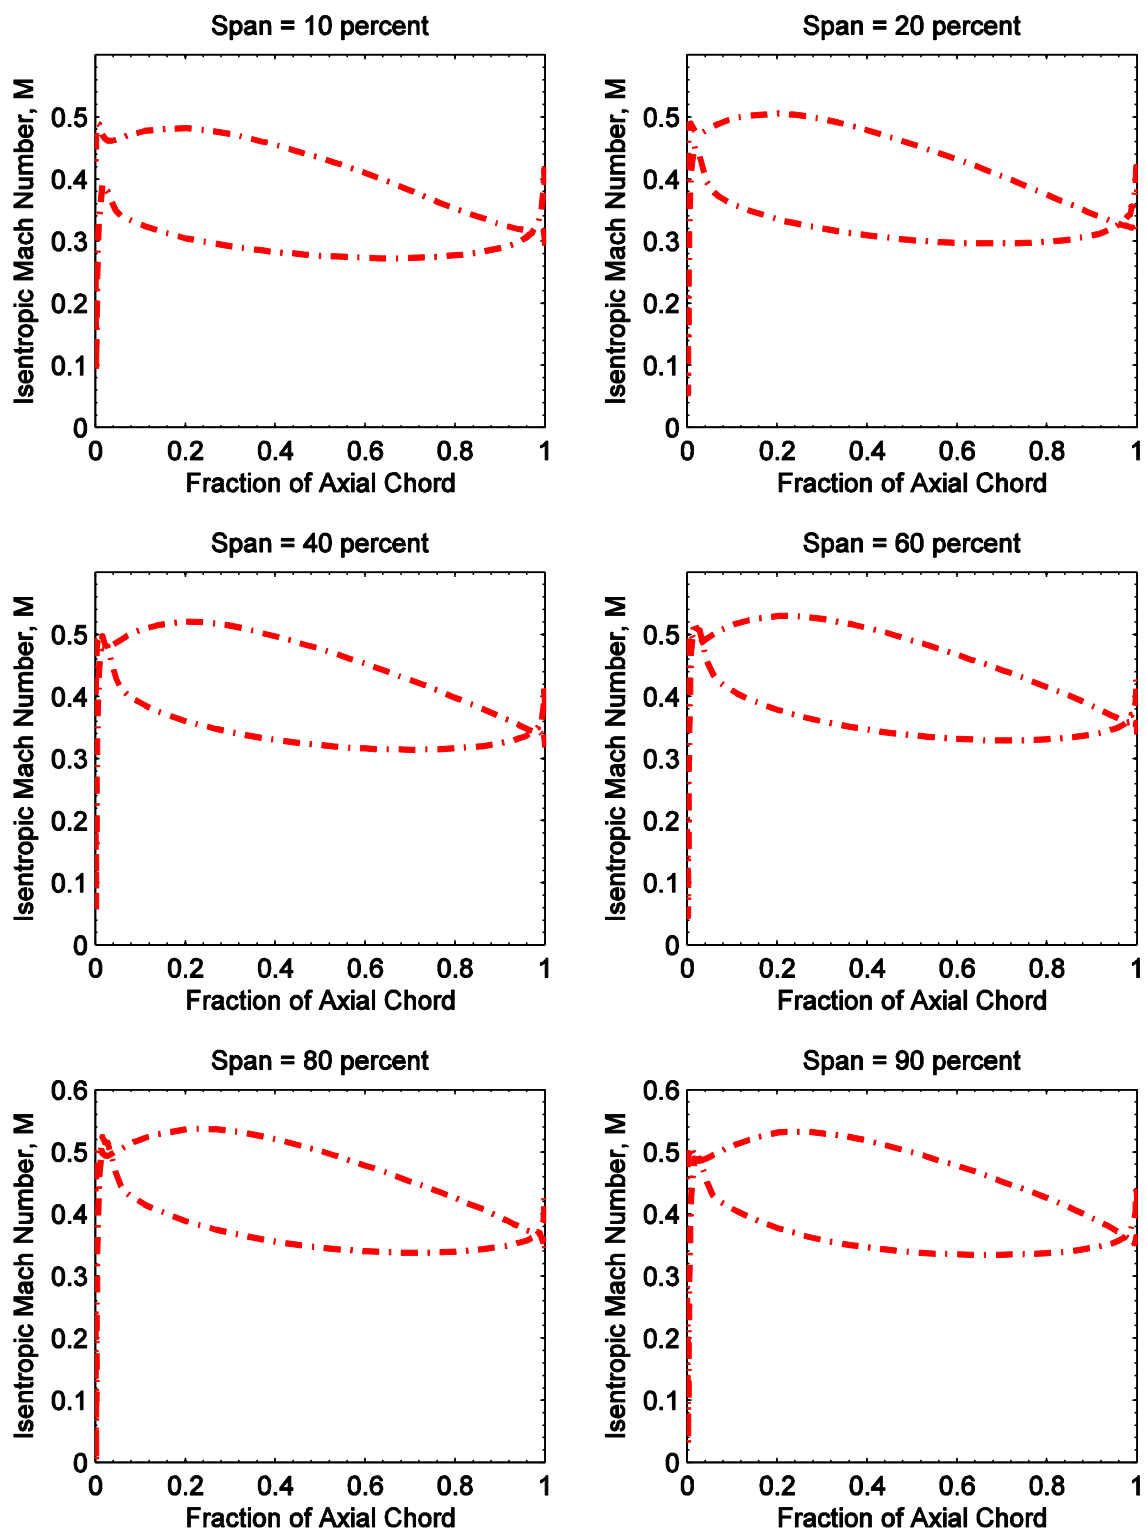 Span = 10 percent
Isentropic Mach Number, M
0.5
0.4
0.3
0.2
0.1
0
0 0.2 0.4 0.6 0.8 1
Fraction of Axial Chord
Span = 20 percent
Isentropic Mach Number, M
0.5
0.4
0.3
0.2
0.1
0
0 0.2 0.4 0.6 0.8 1
Fraction of Axial Chord
Span = 40 percent
Isentropic Mach Number, M
0.5
0.4
0.3
0.2
0.1
0
0 0.2 0.4 0.6 0.8 1
Fraction of Axial Chord
Span = 60 percent
Isentropic Mach Number, M
0.5
0.4
0.3
0.2
0.1
0
0 0.2 0.4 0.6 0.8 1
Fraction of Axial Chord
Span = 80 percent
Isentropic Mach Number, M
0.6
0.5
0.4
0.3
0.2
0.1
0
0 0.2 0.4 0.6 0.8 1
Fraction of Axial Chord
Span = 90 percent
Isentropic Mach Number, M
0.6
0.5
0.4
0.3
0.2
0.1
0
0 0.2 0.4 0.6 0.8 1
Fraction of Axial Chord